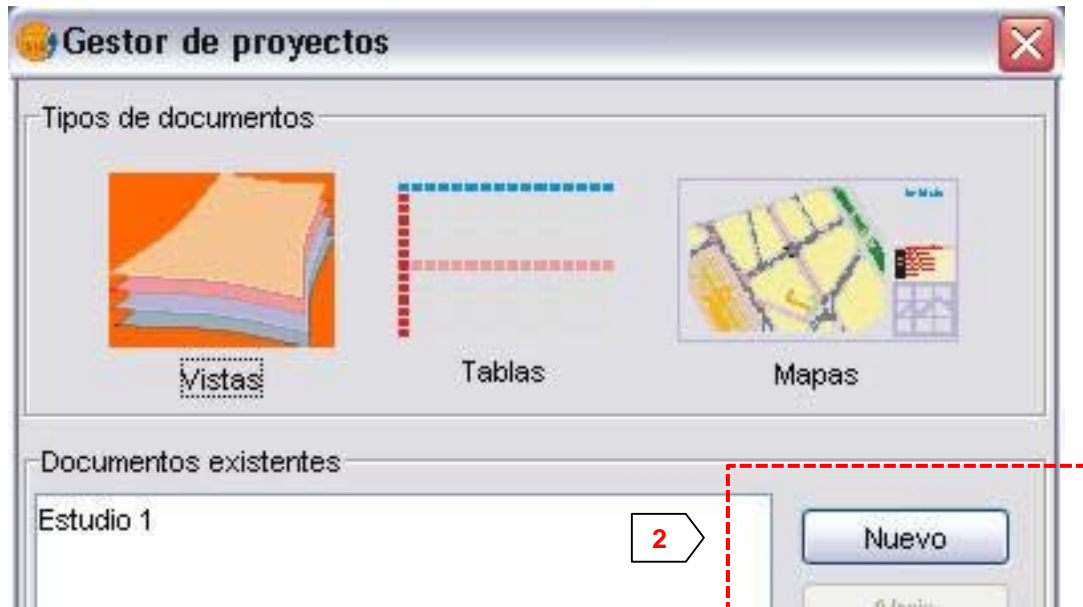 Gestor de proyectos
Tipos de documentos
Vistas Tablas Mapas
Documentos existentes
Estudio 1
2
Nuevo